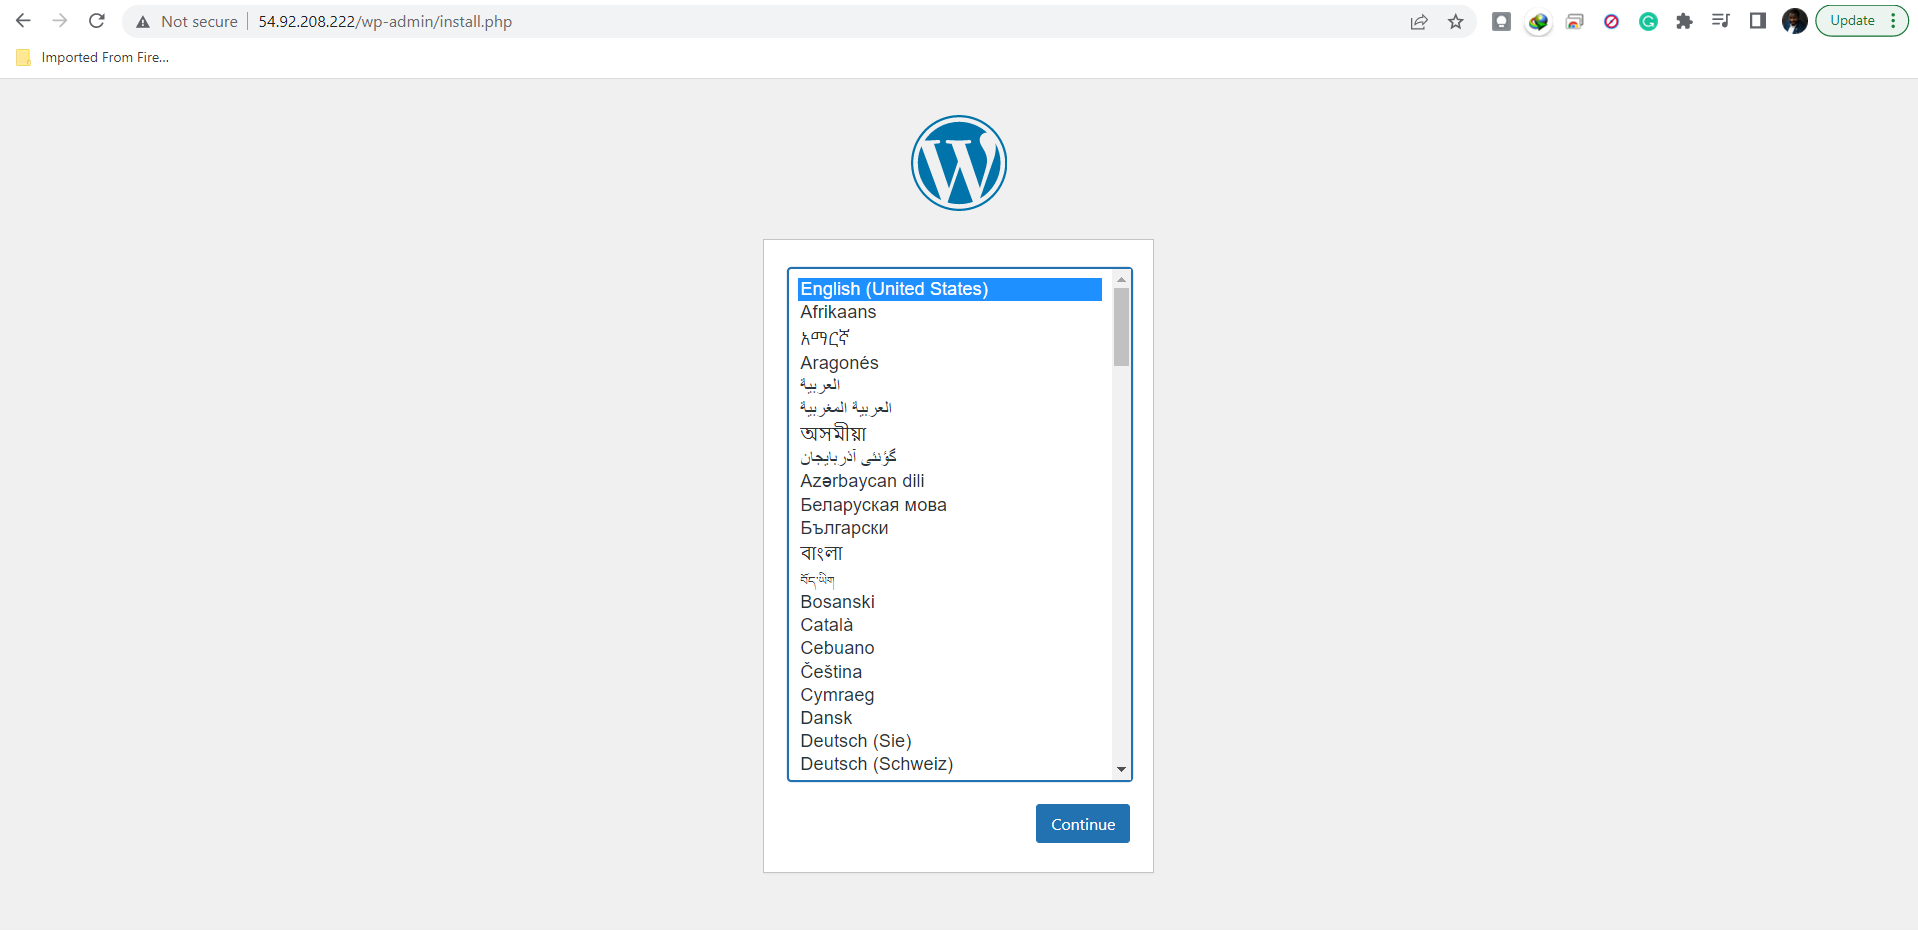 Not secure
54.92.208.222/wp-admin/install.php
Update
Imported From Fire...
English (United States)
Afrikaans
አማርኛ
Aragonés
العربية
العربية المغربية
অসমীয়া
گؤنئی آذربایجان
Azərbaycan dili
Беларуская мова
Български
বাংলা
བོད་ཡིག
Bosanski
Català
Cebuano
Čeština
Cymraeg
Dansk
Deutsch (Sie)
Deutsch (Schweiz)
Continue